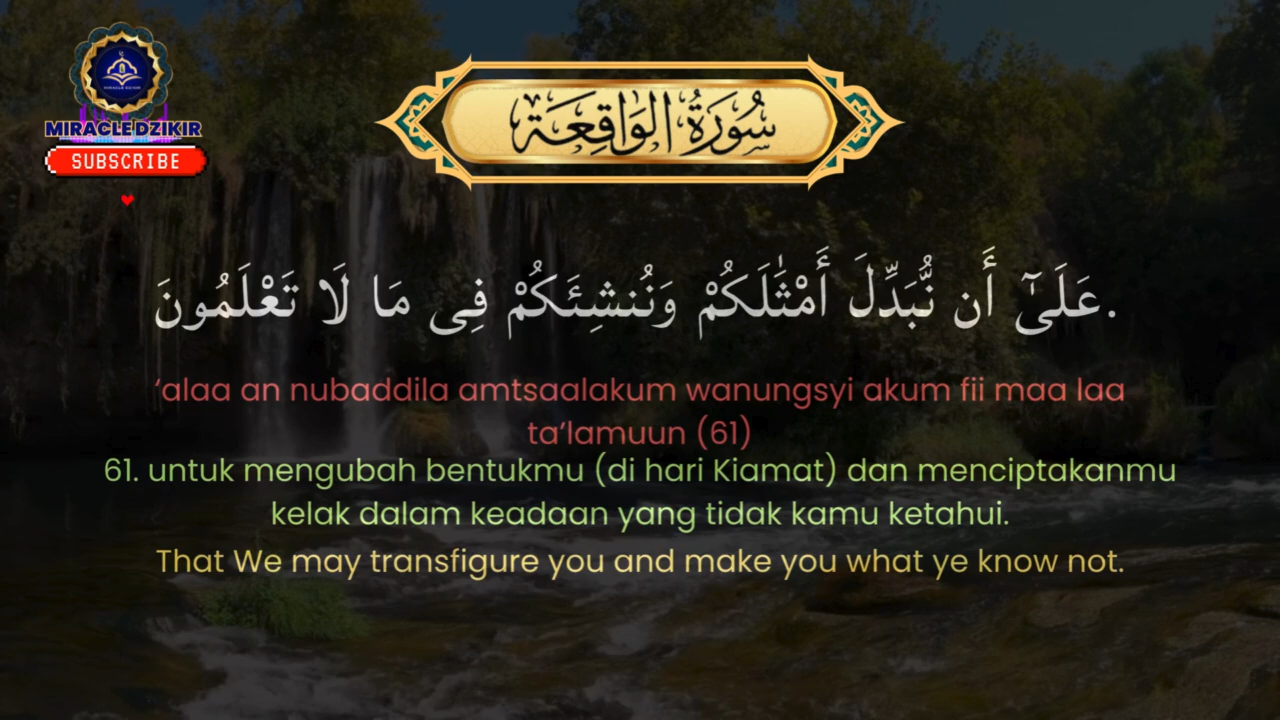 MIRACLE DZIKIR
SUBSCRIBE
سُورَةُ الوَاقِعَة
عَلَىٰٓ أَن نُّبَدِّلَ أَمْثَٰلَكُمْ وَنُنشِئَكُمْ فِى مَا لَا تَعْلَمُونَ.
‘alaa an nubaddila amtsaalakum wanungsyi akum fii maa laa
ta’lamuun (61)
61. untuk mengubah bentukmu (di hari Kiamat) dan menciptakanmu
kelak dalam keadaan yang tidak kamu ketahui.
That We may transfigure you and make you what ye know not.